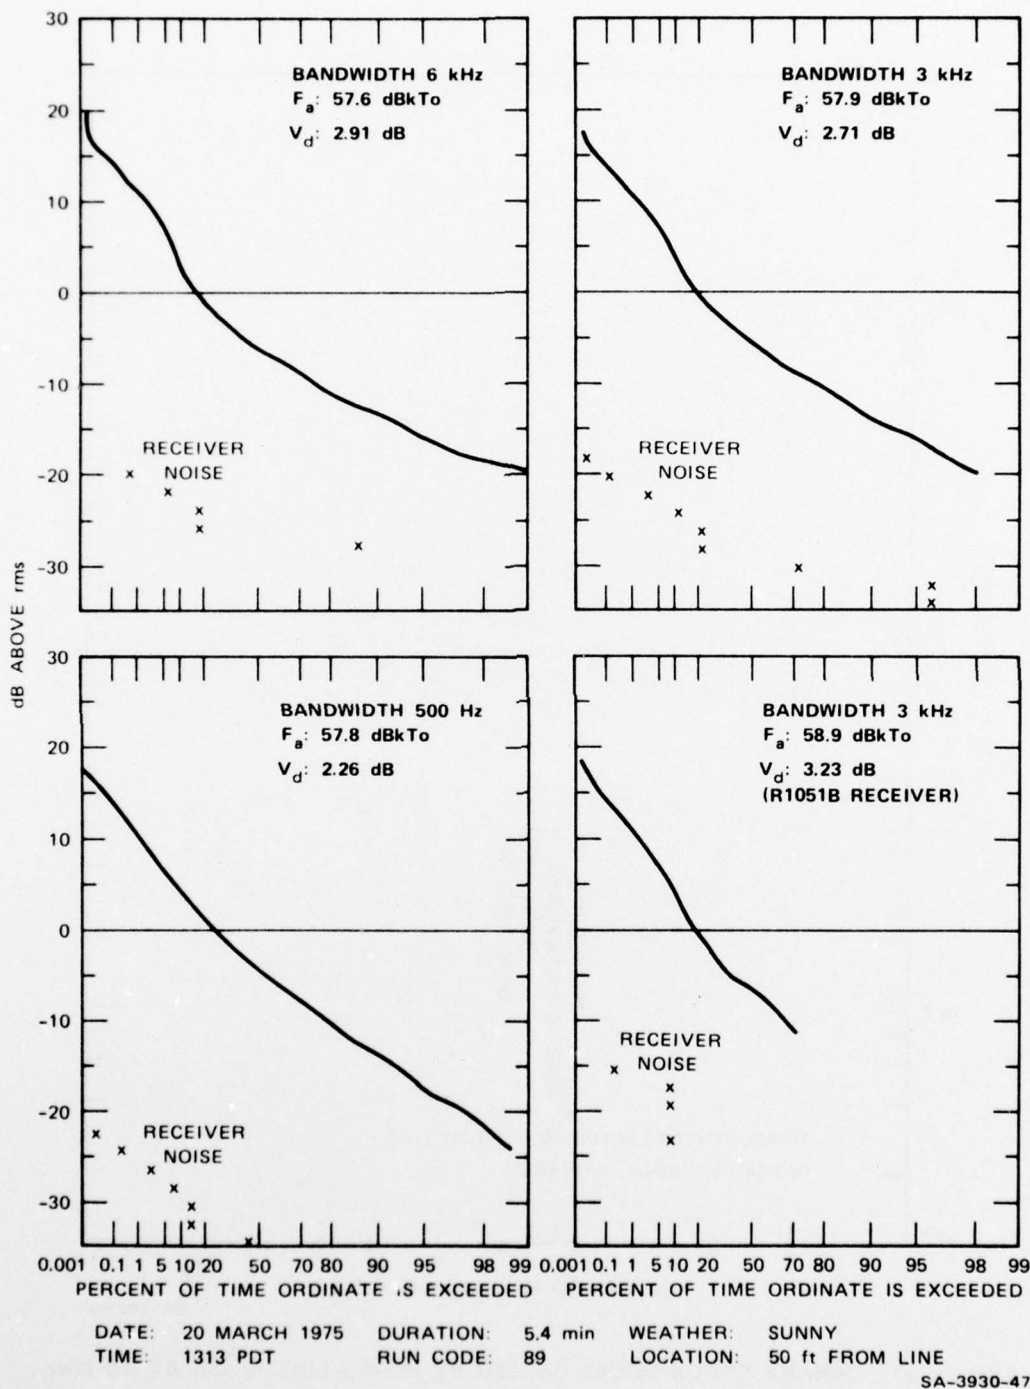 30
20
10
0
-10
-20
-30
BANDWIDTH 6 kHz
Fa: 57.6 dBkTo
Vd: 2.91 dB
RECEIVER
NOISE
BANDWIDTH 3 kHz
Fa: 57.9 dBkTo
Vd: 2.71 dB
RECEIVER
NOISE
dB ABOVE rms
30
20
10
0
-10
-20
-30
BANDWIDTH 500 Hz
Fa: 57.8 dBkTo
Vd: 2.26 dB
RECEIVER
NOISE
BANDWIDTH 3 kHz
Fa: 58.9 dBkTo
Vd: 3.23 dB
(R1051B RECEIVER)
RECEIVER
NOISE
0.001 0.1 1 5 10 20 50 70 80 90 95 98 99
0.001 0.1 1 5 10 20 50 70 80 90 95 98 99
PERCENT OF TIME ORDINATE IS EXCEEDED
PERCENT OF TIME ORDINATE IS EXCEEDED
DATE: 20 MARCH 1975 DURATION: 5.4 min WEATHER: SUNNY
TIME: 1313 PDT RUN CODE: 89 LOCATION: 50 ft FROM LINE
SA-3930-47